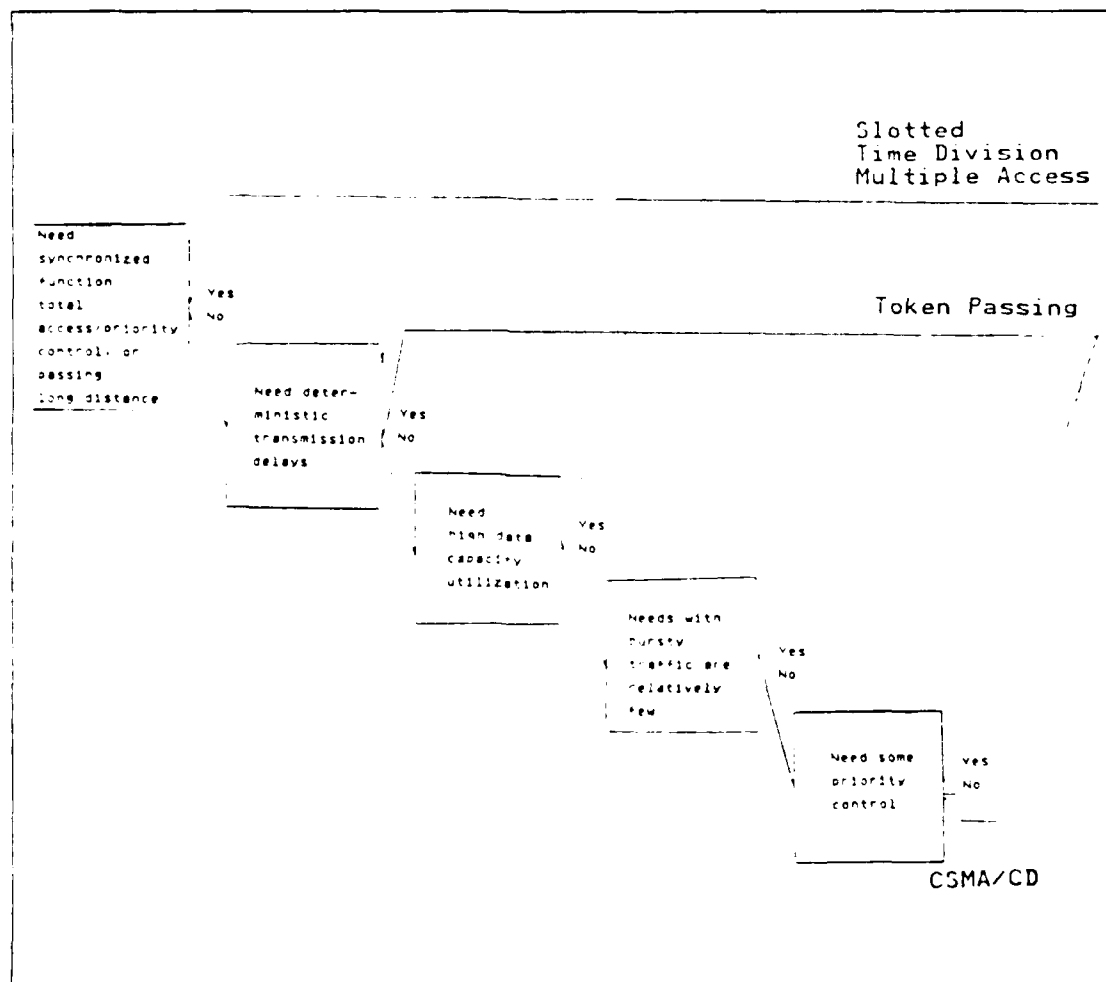 Slotted
Time Division
Multiple Access
Need
synchronized
function
total
access/priority
control, or
passing
long distance
Yes
No
Token Passing
Need deter-
ministic
transmission
delays
Yes
No
Need
high data
capacity
utilization
Yes
No
Needs with
bursty
traffic are
relatively
few
Yes
No
Need some
priority
control
Yes
No
CSMA/CD